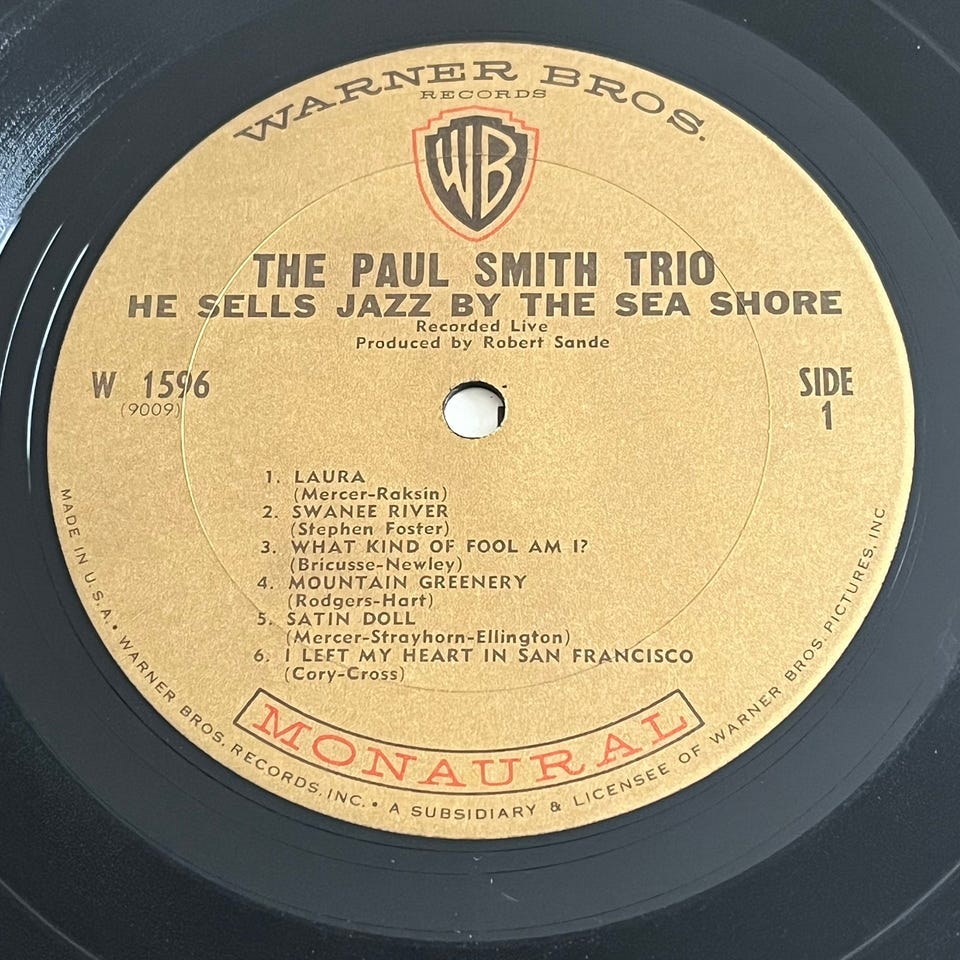 WARNER BROS.
RECORDS
WB
THE PAUL SMITH TRIO
HE SELLS JAZZ BY THE SEA SHORE
Recorded Live
Produced by Robert Sande
W 1596
(9009)
SIDE
1
1. LAURA
(Mercer-Raksin)
2. SWANEE RIVER
(Stephen Foster)
3. WHAT KIND OF FOOL AM I?
(Bricusse-Newley)
4. MOUNTAIN GREENERY
(Rodgers-Hart)
5. SATIN DOLL
(Mercer-Strayhorn-Ellington)
6. I LEFT MY HEART IN SAN FRANCISCO
(Cory-Cross)
MONAURAL
MADE IN U.S.A. • WARNER BROS. RECORDS, INC. • A SUBSIDIARY & LICENSEE OF WARNER BROS. PICTURES, INC.